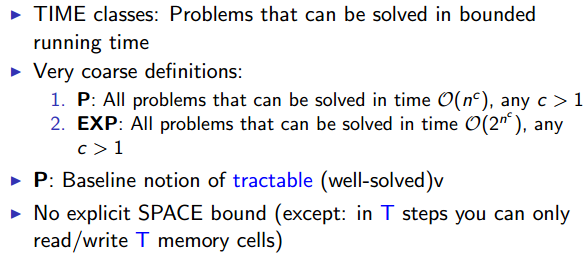 ▶ TIME classes: Problems that can be solved in bounded
running time
▶ Very coarse definitions:
1. P: All problems that can be solved in time 𝒪(nᶜ), any c > 1
2. EXP: All problems that can be solved in time 𝒪(2^{n^c}), any
c > 1
▶ P: Baseline notion of tractable (well-solved)v
▶ No explicit SPACE bound (except: in T steps you can only
read/write T memory cells)